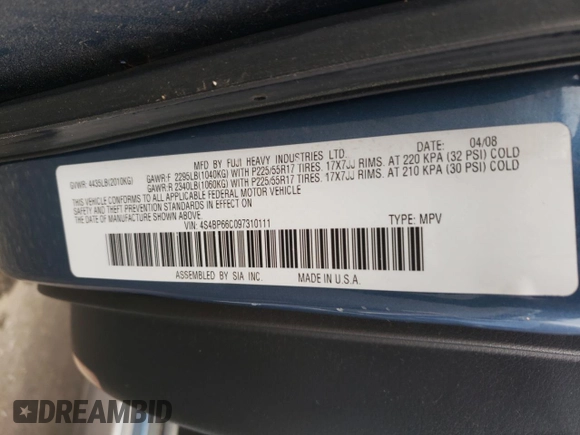 MFD BY FUJI HEAVY INDUSTRIES LTD. DATE: 04/08
GVWR: 4435LB(2010KG) GAWR:F 2295LB(1040KG) WITH P225/55R17 TIRES. 17X7JJ RIMS. AT 220 KPA (32 PSI) COLD
GAWR:R 2340LB(1060KG) WITH P225/55R17 TIRES. 17X7JJ RIMS. AT 210 KPA (30 PSI) COLD
THIS VEHICLE CONFORMS TO ALL APPLICABLE FEDERAL MOTOR VEHICLE
SAFETY AND THEFT PREVENTION STANDARDS IN EFFECT ON
THE DATE OF MANUFACTURE SHOWN ABOVE.
VIN: 4S4BP66C097310111 TYPE: MPV
ASSEMBLED BY SIA INC. MADE IN U.S.A.
DREAMBID